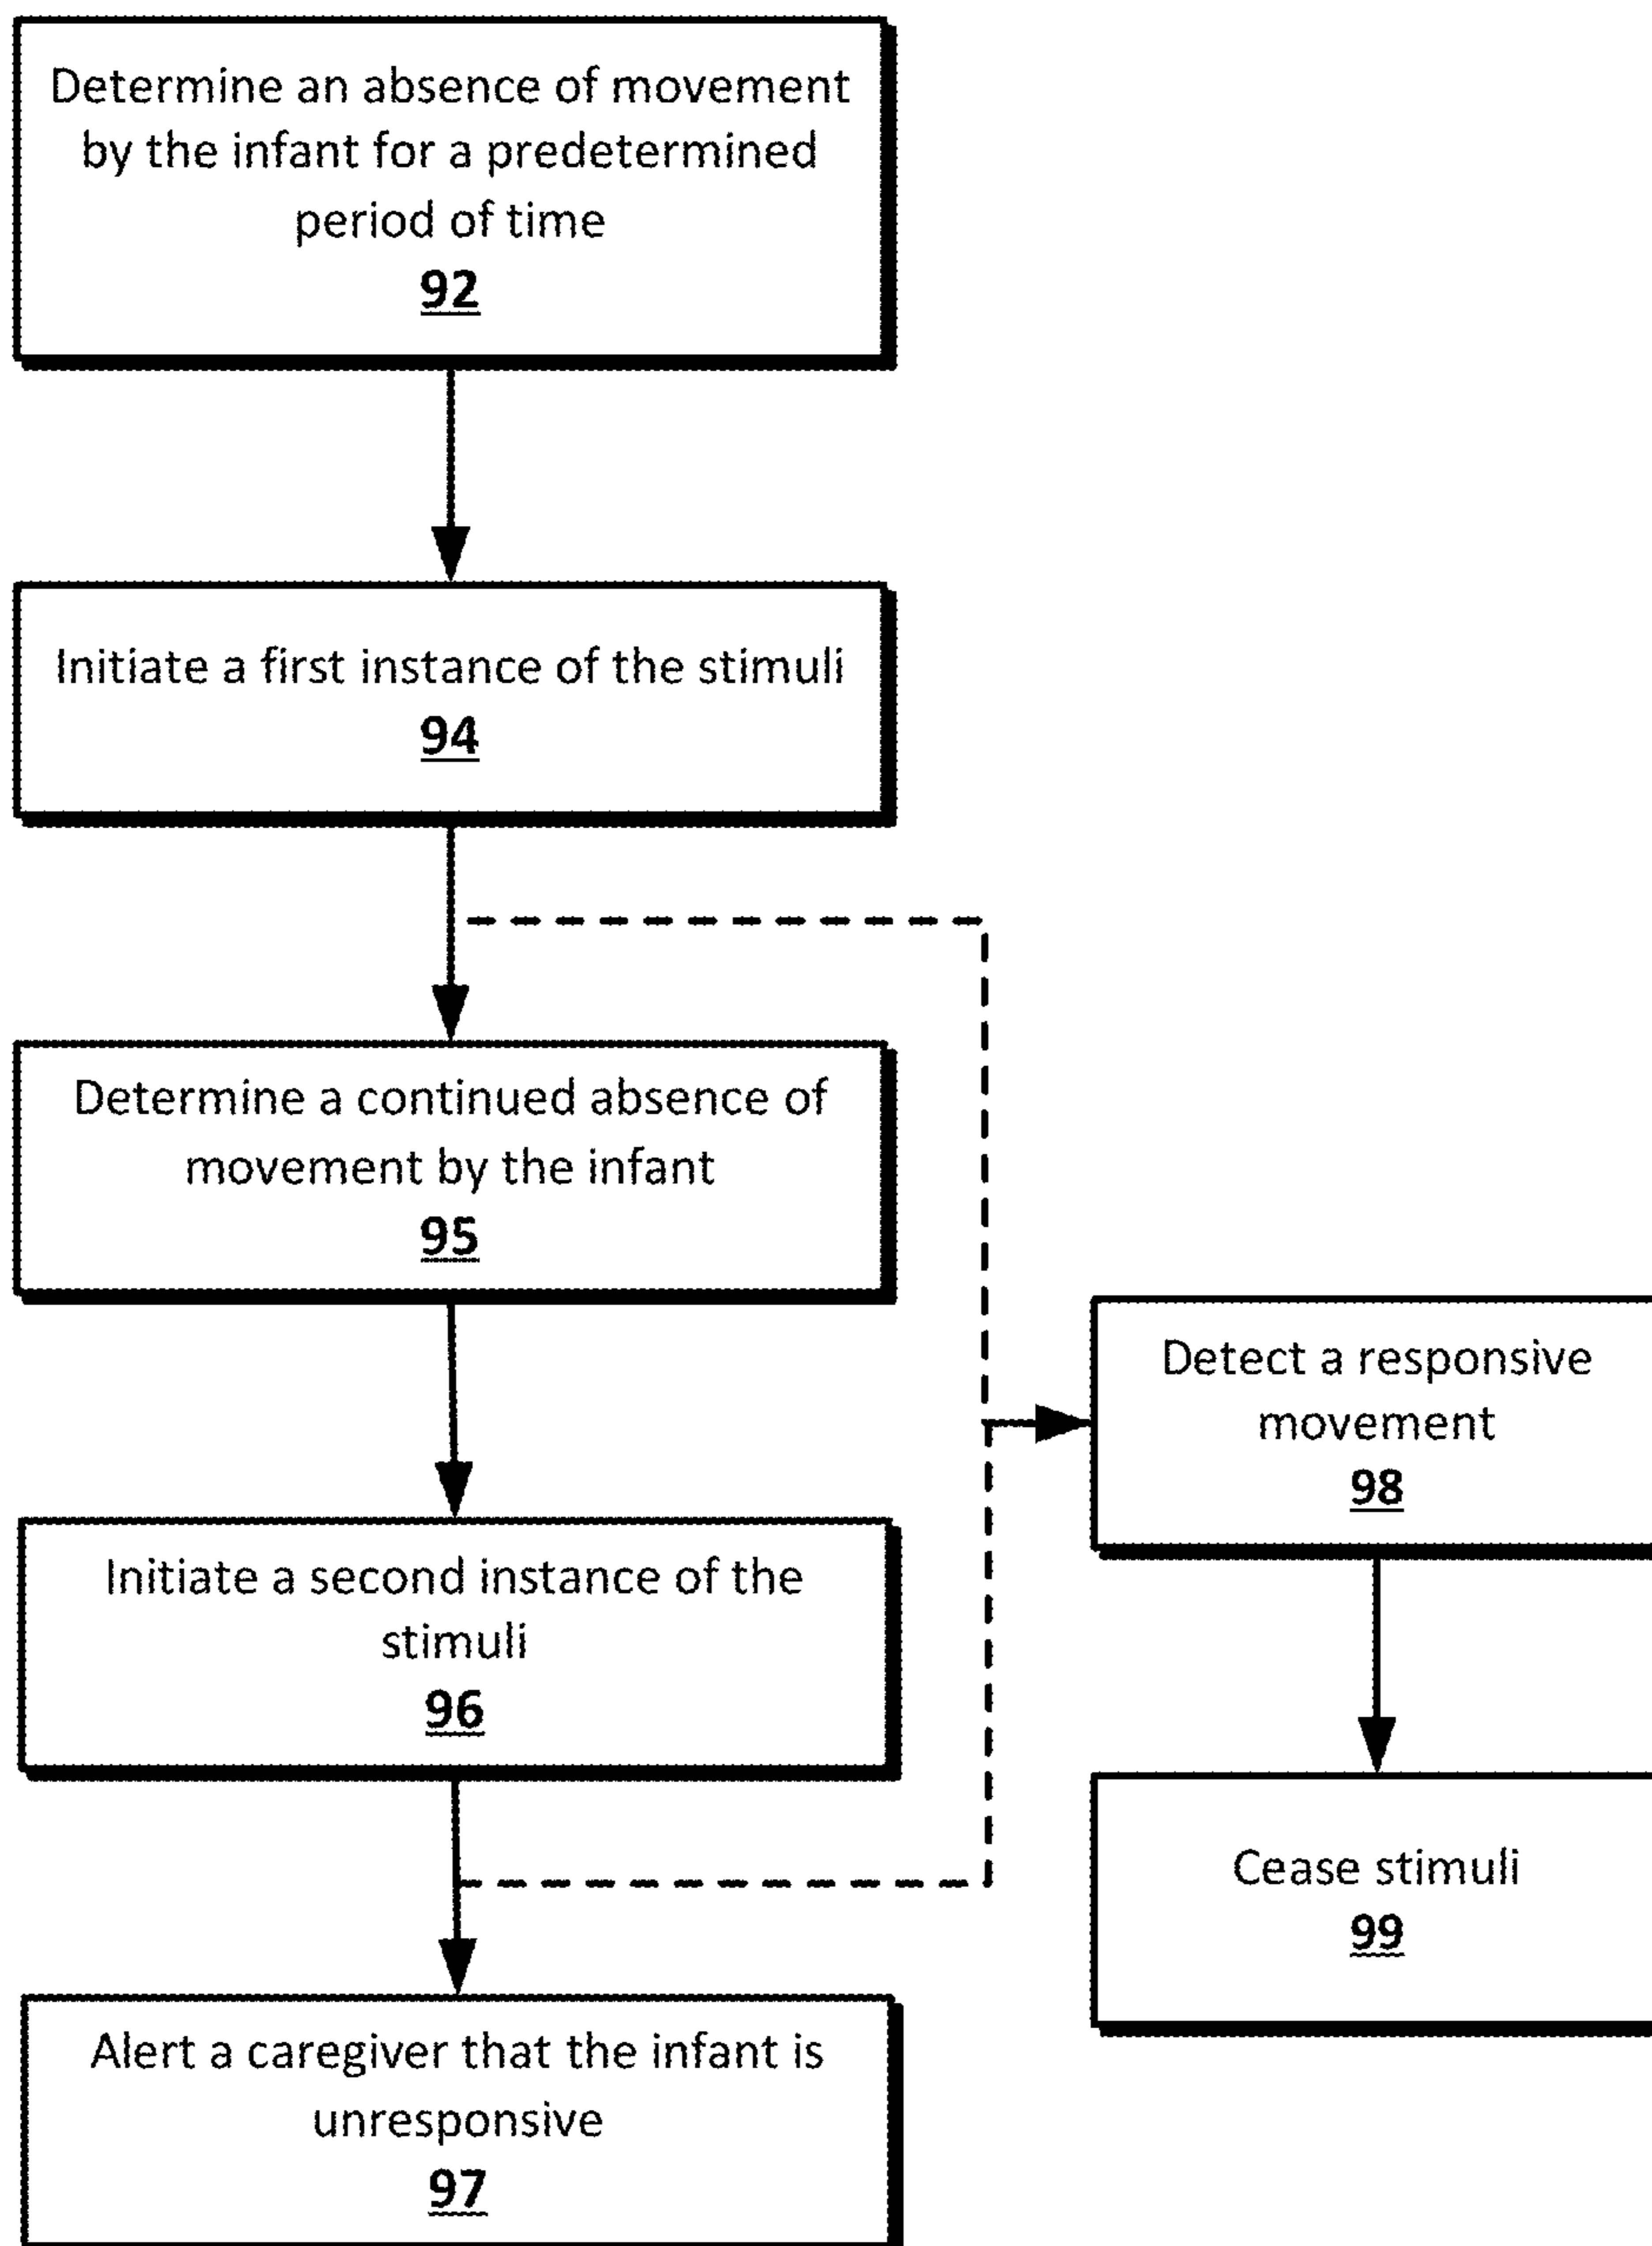 Determine an absence of movement
by the infant for a predetermined
period of time
92
Initiate a first instance of the stimuli
94
Determine a continued absence of
movement by the infant
95
Initiate a second instance of the
stimuli
96
Alert a caregiver that the infant is
unresponsive
97
Detect a responsive
movement
98
Cease stimuli
99